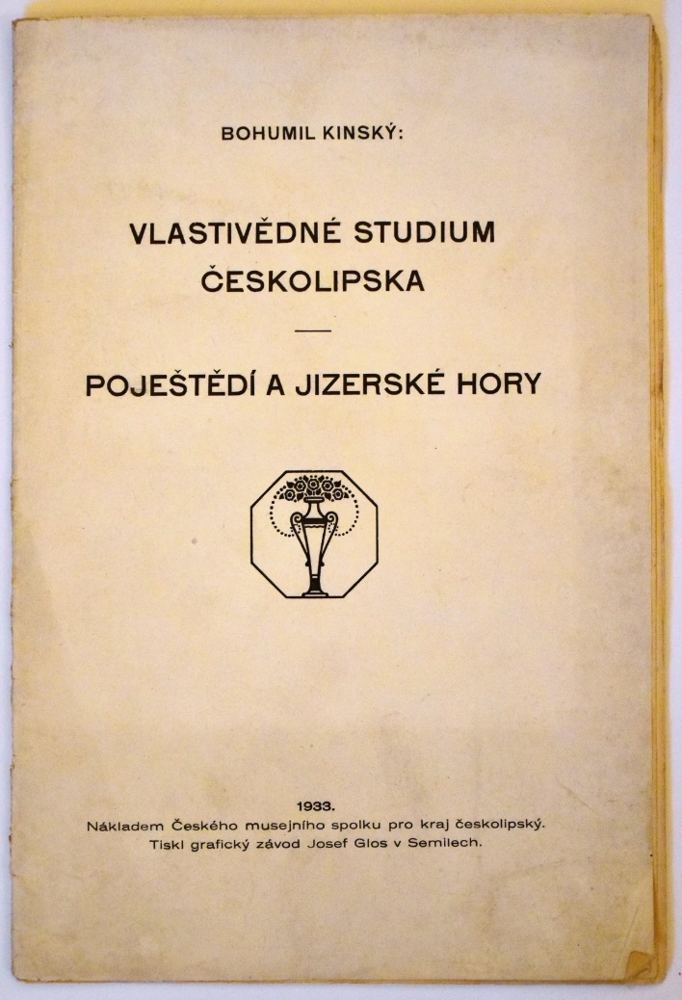 BOHUMIL KINSKÝ:
VLASTIVĚDNÉ STUDIUM
ČESKOLIPSKA
POJEŠTĚDÍ A JIZERSKÉ HORY
1933.
Nákladem Českého musejního spolku pro kraj českolipský.
Tiskl grafický závod Josef Glos v Semilech.